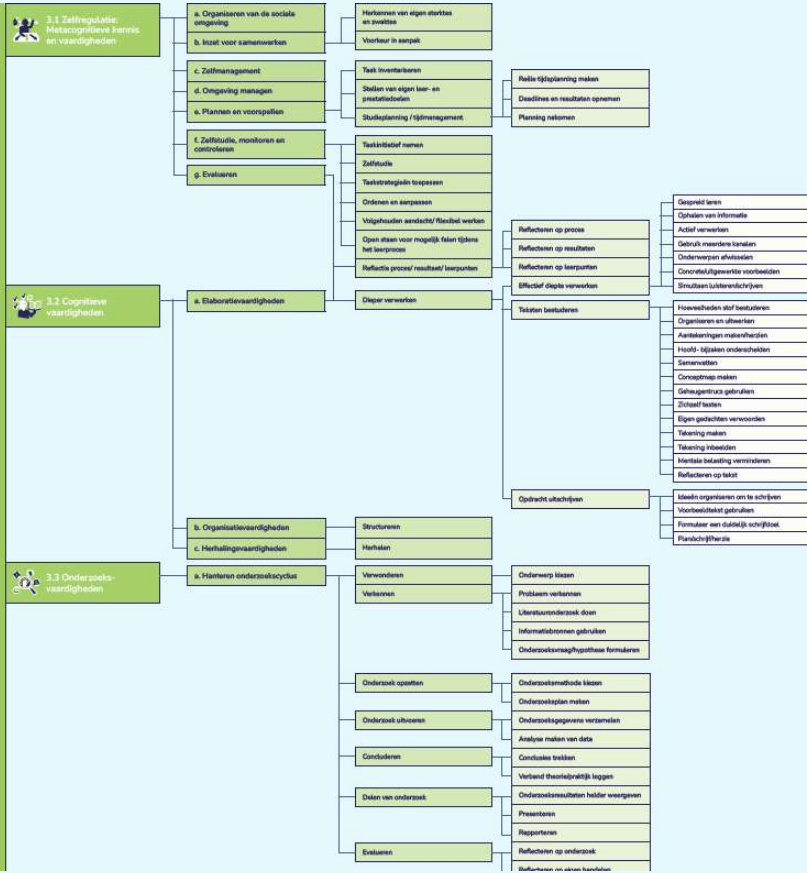 3.1 Zelfregulatie:
Metacognitieve kennis
en vaardigheden
a. Organiseren van de sociale
omgeving
b. Inzet voor samenwerken
Herkennen van eigen sterktes
en zwaktes
Voorkeur in aanpak
c. Zelfmanagement
d. Omgeving managen
e. Plannen en voorspellen
Taak inventariseren
Stellen van eigen leer- en
prestatiedoelen
Studieplanning / tijdmanagement
Reële tijdsplanning maken
Deadlines en resultaten opnemen
Planning nakomen
f. Zelfstudie, monitoren en
controleren
g. Evalueren
Taakinitiatief nemen
Zelfstudie
Taakstrategieën toepassen
Ordenen en aanpassen
Volgehouden aandacht/ flexibel werken
Open staan voor mogelijk falen tijdens
het leerproces
Reflectie proces/ resultaat/ leerpunten
Reflecteren op proces
Reflecteren op resultaten
Reflecteren op leerpunten
3.2 Cognitieve
vaardigheden
a. Elaboratievaardigheden
Dieper verwerken
Effectief diepte verwerken
Gespreid leren
Ophalen van informatie
Actief verwerken
Gebruik meerdere kanalen
Onderwerpen afwisselen
Concrete/uitgewerkte voorbeelden
Simultaan luisteren/schrijven
Teksten bestuderen
Hoeveelheden stof bestuderen
Organiseren en uitwerken
Aantekeningen maken/herzien
Hoofd- bijzaken onderscheiden
Samenvatten
Conceptmap maken
Geheugentrucs gebruiken
Zichzelf testen
Eigen gedachten verwoorden
Tekening maken
Tekening inbeelden
Mentale belasting verminderen
Reflecteren op tekst
Opdracht uitschrijven
Ideeën organiseren om te schrijven
Voorbeeldtekst gebruiken
Formuleer een duidelijk schrijfdoel
Plan/schrijf/herzie
b. Organisatievaardigheden
Structureren
c. Herhalingsvaardigheden
Herhalen
3.3 Onderzoeks-
vaardigheden
a. Hanteren onderzoekscyclus
Verwonderen
Onderwerp kiezen
Verkennen
Probleem verkennen
Literatuuronderzoek doen
Informatiebronnen gebruiken
Onderzoeksvraag/hypothese formuleren
Onderzoek opzetten
Onderzoeksmethode kiezen
Onderzoeksplan maken
Onderzoek uitvoeren
Onderzoeksgegevens verzamelen
Analyse maken van data
Concluderen
Conclusies trekken
Verband theorie/praktijk leggen
Delen van onderzoek
Onderzoeksresultaten helder weergeven
Presenteren
Rapporteren
Evalueren
Reflecteren op onderzoek
Reflecteren op eigen handelen